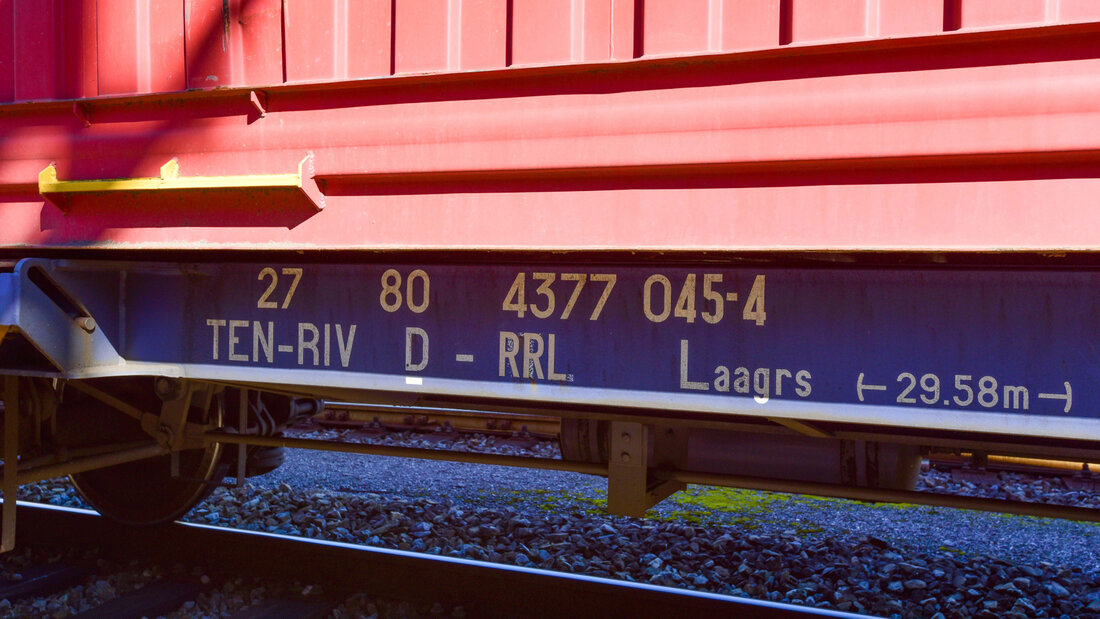 27 80 4377 045-4
TEN-RIV D - RRL Laagrs (← 29.58m →)